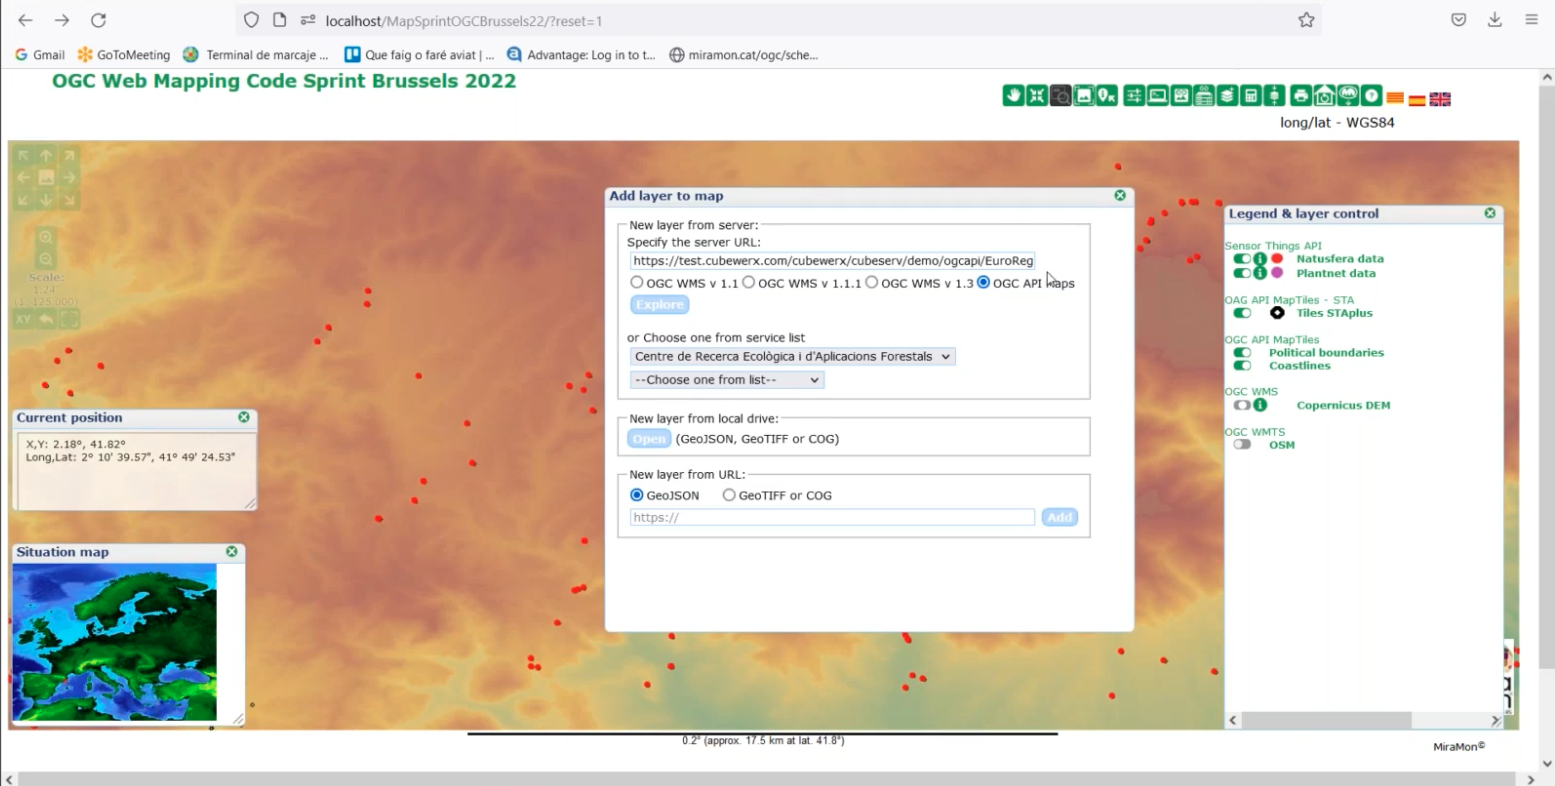 localhost/MapSprintOGCBrussels22/?reset=1
Gmail
GoToMeeting
Terminal de marcaje ...
Que faig o faré aviat | ...
Advantage: Log in to t...
miramon.cat/ogc/sche...
OGC Web Mapping Code Sprint Brussels 2022
long/lat - WGS84
Scale:
1:24
(1: 125 000)
XY
Current position
X,Y: 2.18°, 41.82°
Long,Lat: 2° 10' 39.57", 41° 49' 24.53"
Situation map
Add layer to map
New layer from server:
Specify the server URL:
https://test.cubewerx.com/cubewerx/cubeserv/demo/ogcapi/EuroReg
OGC WMS v 1.1 OGC WMS v 1.1.1 OGC WMS v 1.3 OGC API Maps
Explore
or Choose one from service list
Centre de Recerca Ecològica i d'Aplicacions Forestals
--Choose one from list--
New layer from local drive:
Open (GeoJSON, GeoTIFF or COG)
New layer from URL:
GeoJSON GeoTIFF or COG
https://
Add
Legend & layer control
Sensor Things API
Natusfera data
Plantnet data
OAG API MapTiles - STA
Tiles STAplus
OGC API MapTiles
Political boundaries
Coastlines
OGC WMS
Copernicus DEM
OGC WMTS
OSM
0.2° (approx. 17.5 km at lat. 41.8°)
MiraMon©